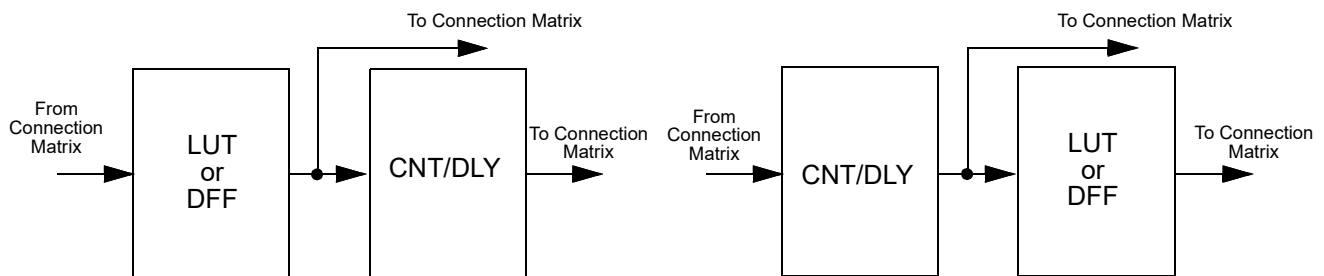 To Connection Matrix
From
Connection
Matrix
LUT
or
DFF
CNT/DLY
To Connection
Matrix
To Connection Matrix
From
Connection
Matrix
CNT/DLY
LUT
or
DFF
To Connection
Matrix